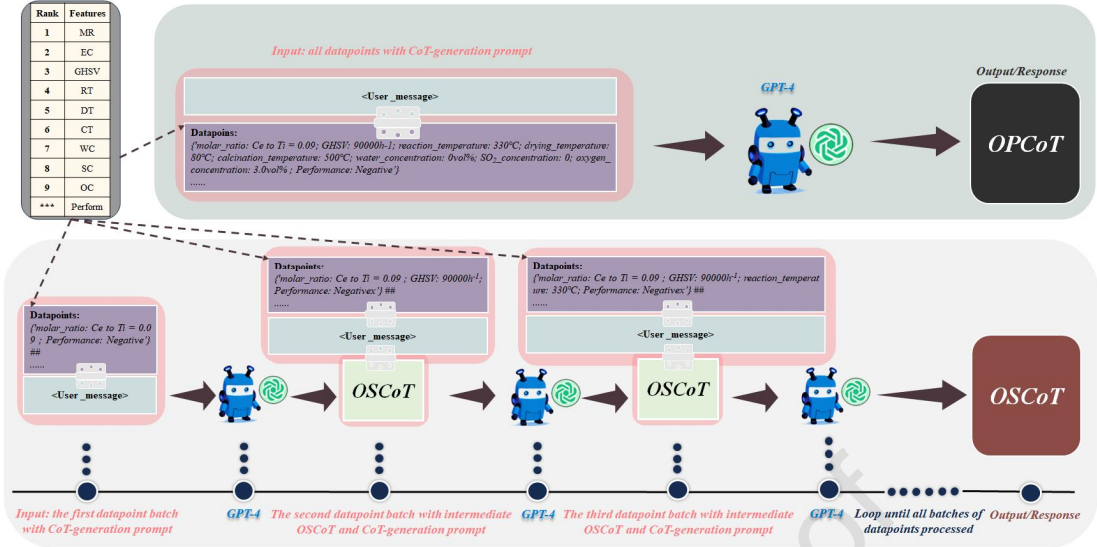 Rank Features
1 MR
2 EC
3 GHSV
4 RT
5 DT
6 CT
7 WC
8 SC
9 OC
*** Perform
Input: all datapoints with CoT-generation prompt
<User_message>
Datapoins:
{'molar_ratio: Ce to Ti = 0.09; GHSV: 90000h-1; reaction_temperature: 330℃; drying_temperature:
80℃; calcination_temperature: 500℃; water_concentration: 0vol%; SO₂_concentration: 0; oxygen_
concentration: 3.0vol% ; Performance: Negative'}
......
GPT-4
Output/Response
OPCoT
Datapoints:
{'molar_ratio: Ce to Ti = 0.0
9 ; Performance: Negative'}
##
......
<User_message>
Datapoints:
{'molar_ratio: Ce to Ti = 0.09 ; GHSV: 90000h⁻¹;
Performance: Negativex'} ##
......
<User_message>
OSCoT
Datapoints:
{'molar_ratio: Ce to Ti = 0.09 ; GHSV: 90000h⁻¹; reaction_temperat
ure: 330℃; Performance: Negativex'} ##
......
<User_message>
OSCoT
OSCoT
Input: the first datapoint batch
with CoT-generation prompt
GPT-4
The second datapoint batch with intermediate
OSCoT and CoT-generation prompt
GPT-4
The third datapoint batch with intermediate
OSCoT and CoT-generation prompt
GPT-4
Loop until all batches of
datapoints processed
Output/Response